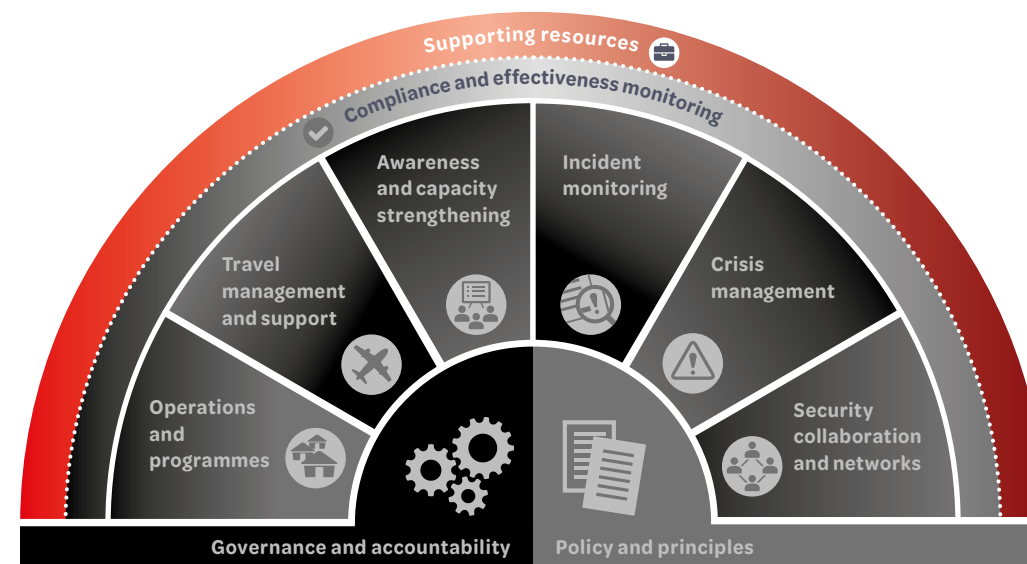 Supporting resources
Compliance and effectiveness monitoring
Awareness
and capacity
strengthening
Incident
monitoring
Travel
management
and support
Crisis
management
Operations
and
programmes
Security
collaboration
and networks
Governance and accountability
Policy and principles